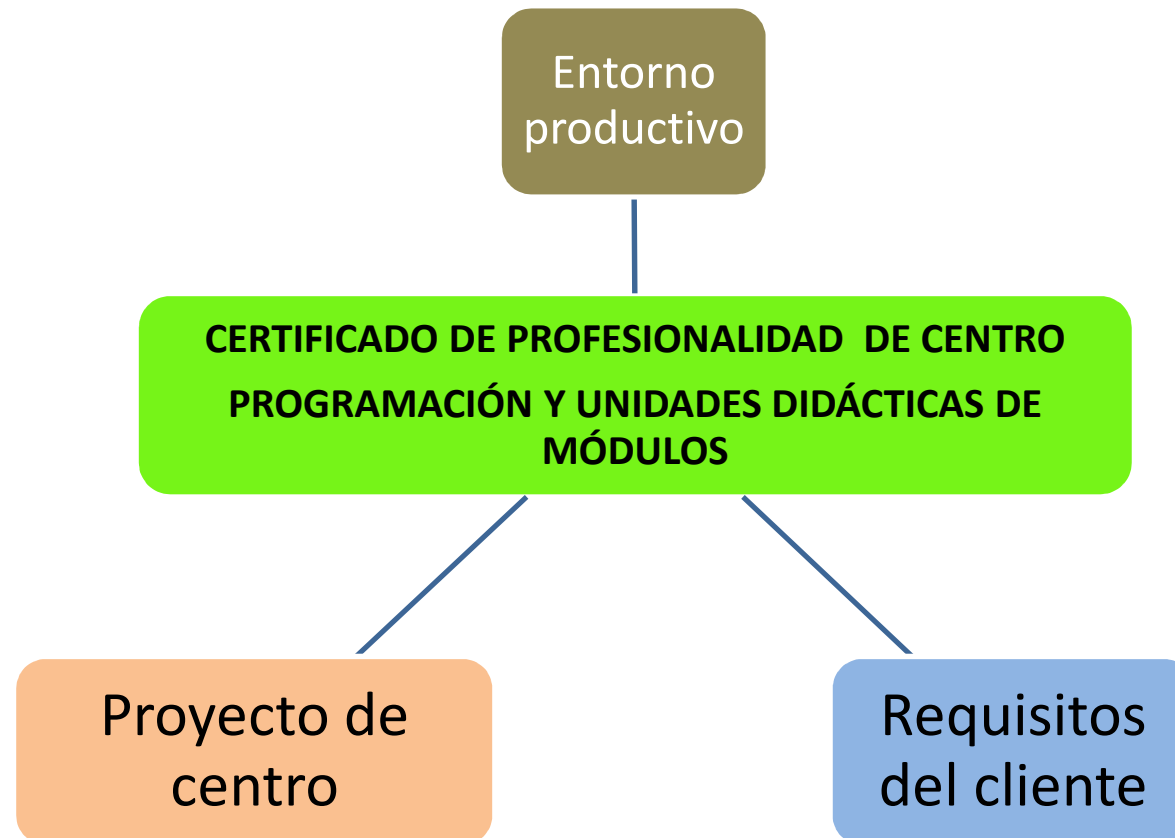 Entorno
productivo
CERTIFICADO DE PROFESIONALIDAD  DE CENTRO
PROGRAMACIÓN Y UNIDADES DIDÁCTICAS DE
MÓDULOS
Proyecto de
centro
Requisitos
del cliente